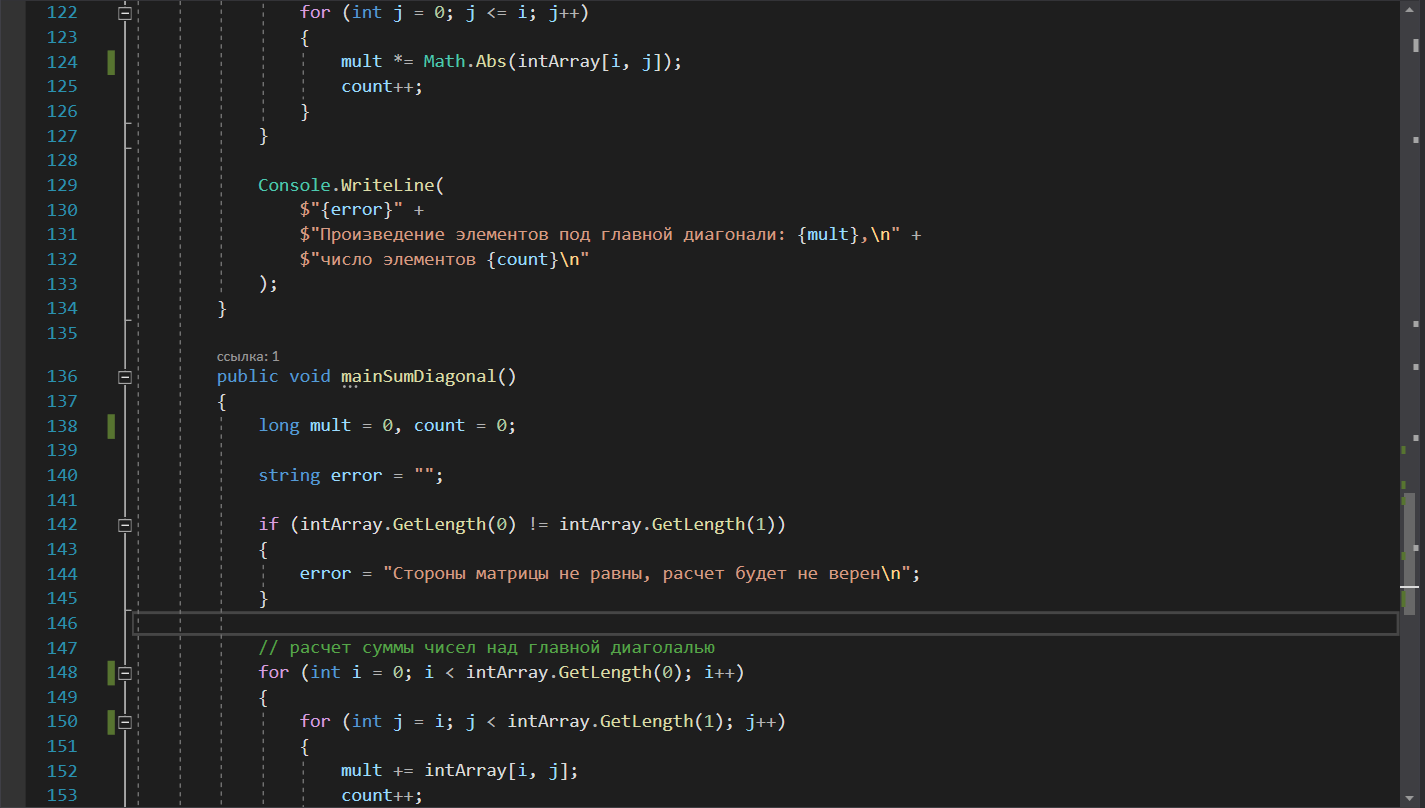 122 for (int j = 0; j <= i; j++)
123 {
124 mult *= Math.Abs(intArray[i, j]);
125 count++;
126 }
127 }
128
129 Console.WriteLine(
130 $"{error}" +
131 $"Произведение элементов под главной диагонали: {mult},\n" +
132 $"число элементов {count}\n"
133 );
134 }
135
ссылка: 1
136 public void mainSumDiagonal()
137 {
138 long mult = 0, count = 0;
139
140 string error = "";
141
142 if (intArray.GetLength(0) != intArray.GetLength(1))
143 {
144 error = "Стороны матрицы не равны, расчет будет не верен\n";
145 }
146
147 // расчет суммы чисел над главной диаголалью
148 for (int i = 0; i < intArray.GetLength(0); i++)
149 {
150 for (int j = i; j < intArray.GetLength(1); j++)
151 {
152 mult += intArray[i, j];
153 count++;